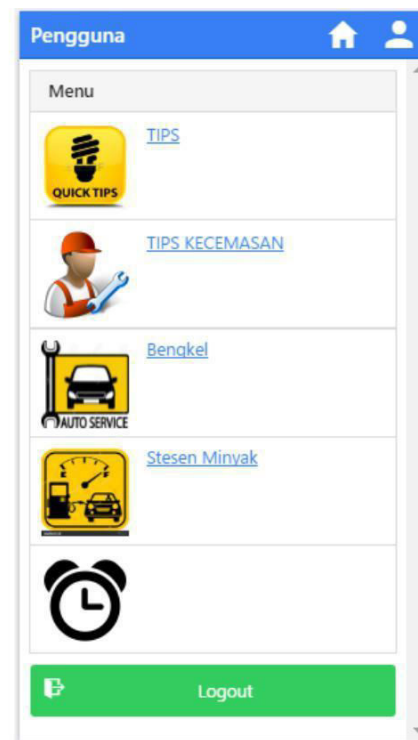 Pengguna
Menu
TIPS
QUICK TIPS
TIPS KECEMASAN
Bengkel
AUTO SERVICE
Stesen Minyak
Logout